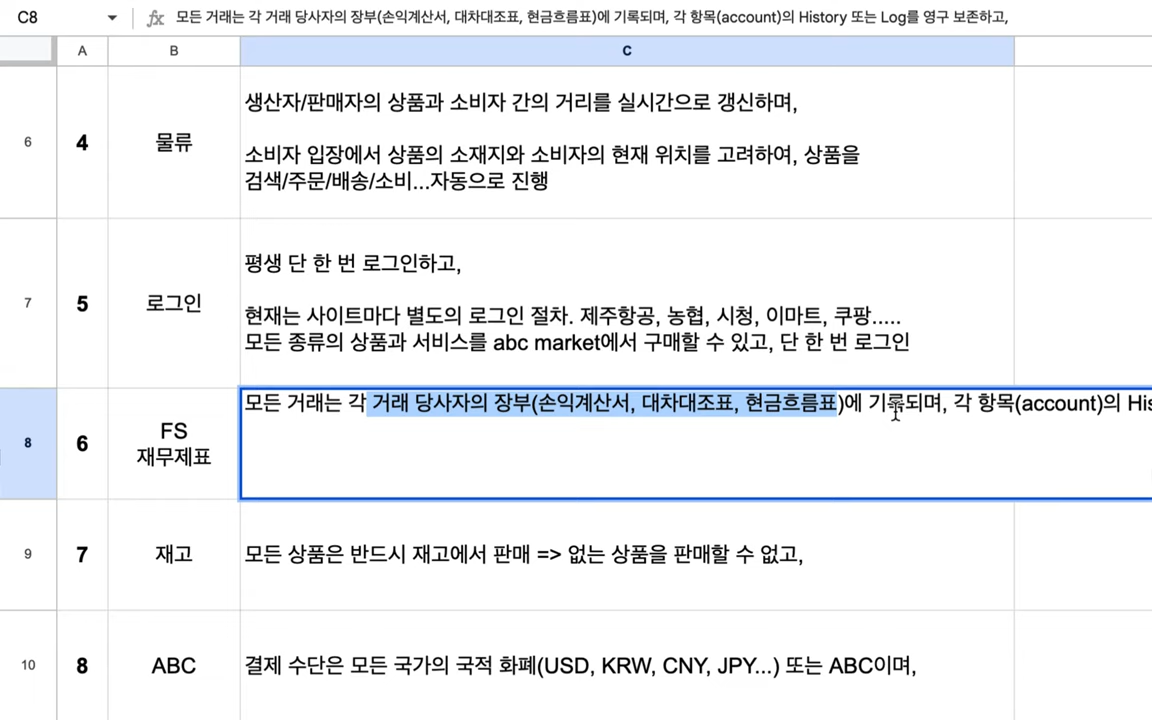 C8
fx
모든 거래는 각 거래 당사자의 장부(손익계산서, 대차대조표, 현금흐름표)에 기록되며, 각 항목(account)의 History 또는 Log를 영구 보존하고,
A B C
6 4 물류
생산자/판매자의 상품과 소비자 간의 거리를 실시간으로 갱신하며,
소비자 입장에서 상품의 소재지와 소비자의 현재 위치를 고려하여, 상품을
검색/주문/배송/소비...자동으로 진행
7 5 로그인
평생 단 한 번 로그인하고,
현재는 사이트마다 별도의 로그인 절차. 제주항공, 농협, 시청, 이마트, 쿠팡.....
모든 종류의 상품과 서비스를 abc market에서 구매할 수 있고, 단 한 번 로그인
8 6 FS
재무제표
모든 거래는 각 거래 당사자의 장부(손익계산서, 대차대조표, 현금흐름표)에 기록되며, 각 항목(account)의 His
9 7 재고
모든 상품은 반드시 재고에서 판매 => 없는 상품을 판매할 수 없고,
10 8 ABC
결제 수단은 모든 국가의 국적 화폐(USD, KRW, CNY, JPY...) 또는 ABC이며,